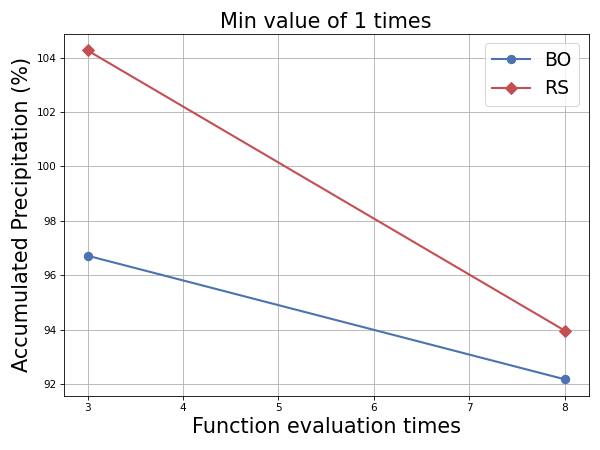 Min value of 1 times
BO
RS
Accumulated Precipitation (%)
104
102
100
98
96
94
92
3 4 5 6 7 8
Function evaluation times